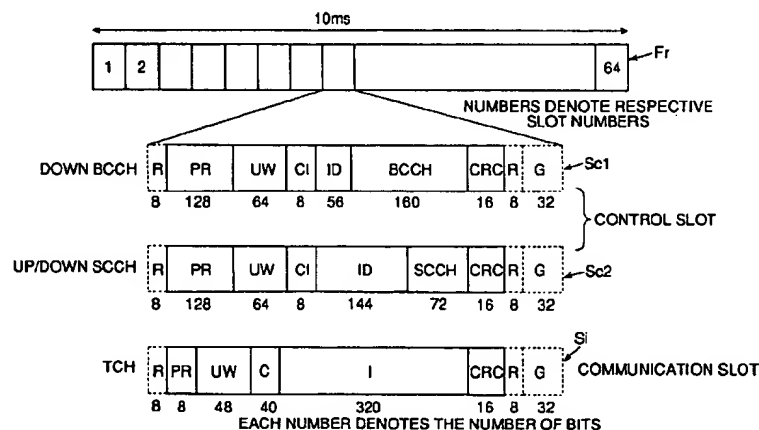 10ms
1 2 64 Fr
NUMBERS DENOTE RESPECTIVE
SLOT NUMBERS
DOWN BCCH R PR UW CI ID BCCH CRC R G Sc1
8 128 64 8 56 160 16 8 32
CONTROL SLOT
UP/DOWN SCCH R PR UW CI ID SCCH CRC R G Sc2
8 128 64 8 144 72 16 8 32
TCH R PR UW C I CRC R G Si COMMUNICATION SLOT
8 8 48 40 320 16 8 32
EACH NUMBER DENOTES THE NUMBER OF BITS